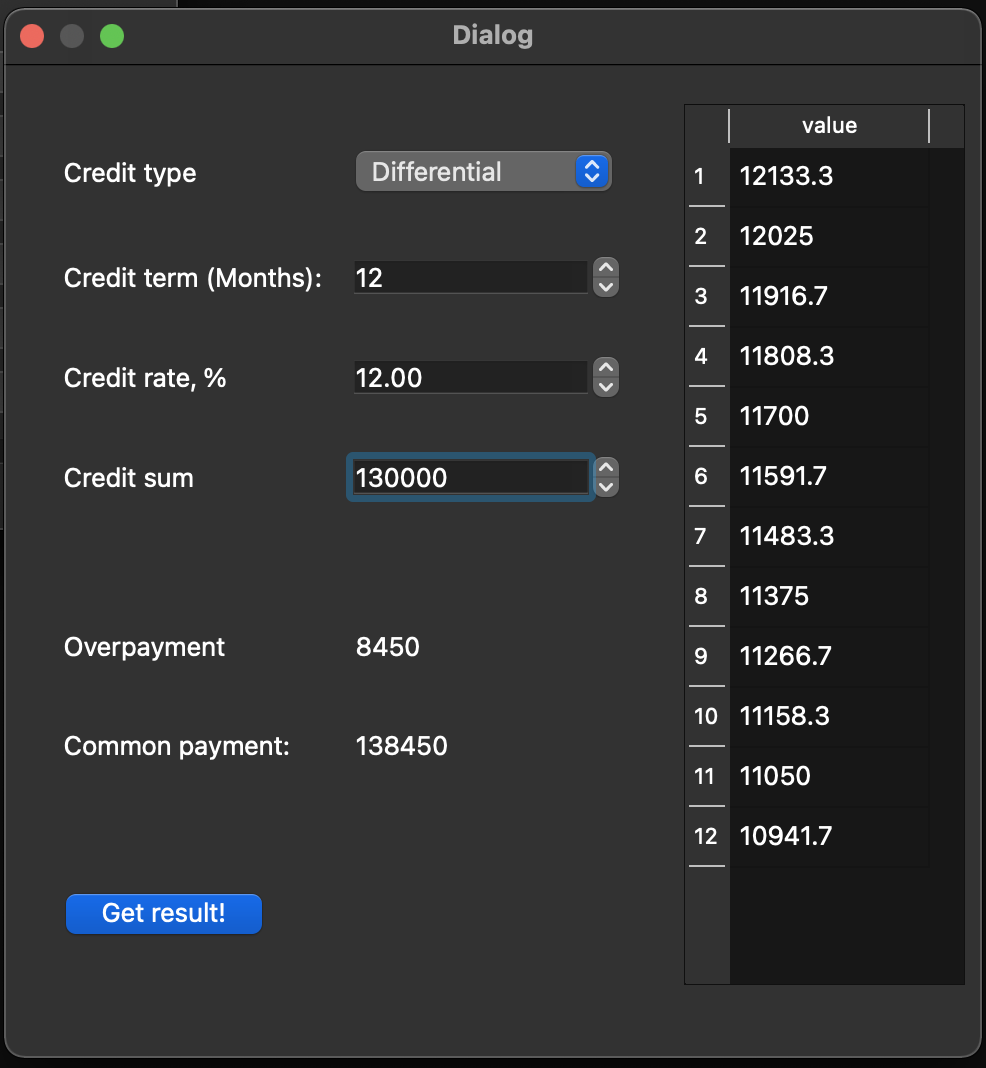 Dialog
Credit type Differential
Credit term (Months): 12
Credit rate, % 12.00
Credit sum 130000
Overpayment 8450
Common payment: 138450
Get result!
value
1 12133.3
2 12025
3 11916.7
4 11808.3
5 11700
6 11591.7
7 11483.3
8 11375
9 11266.7
10 11158.3
11 11050
12 10941.7